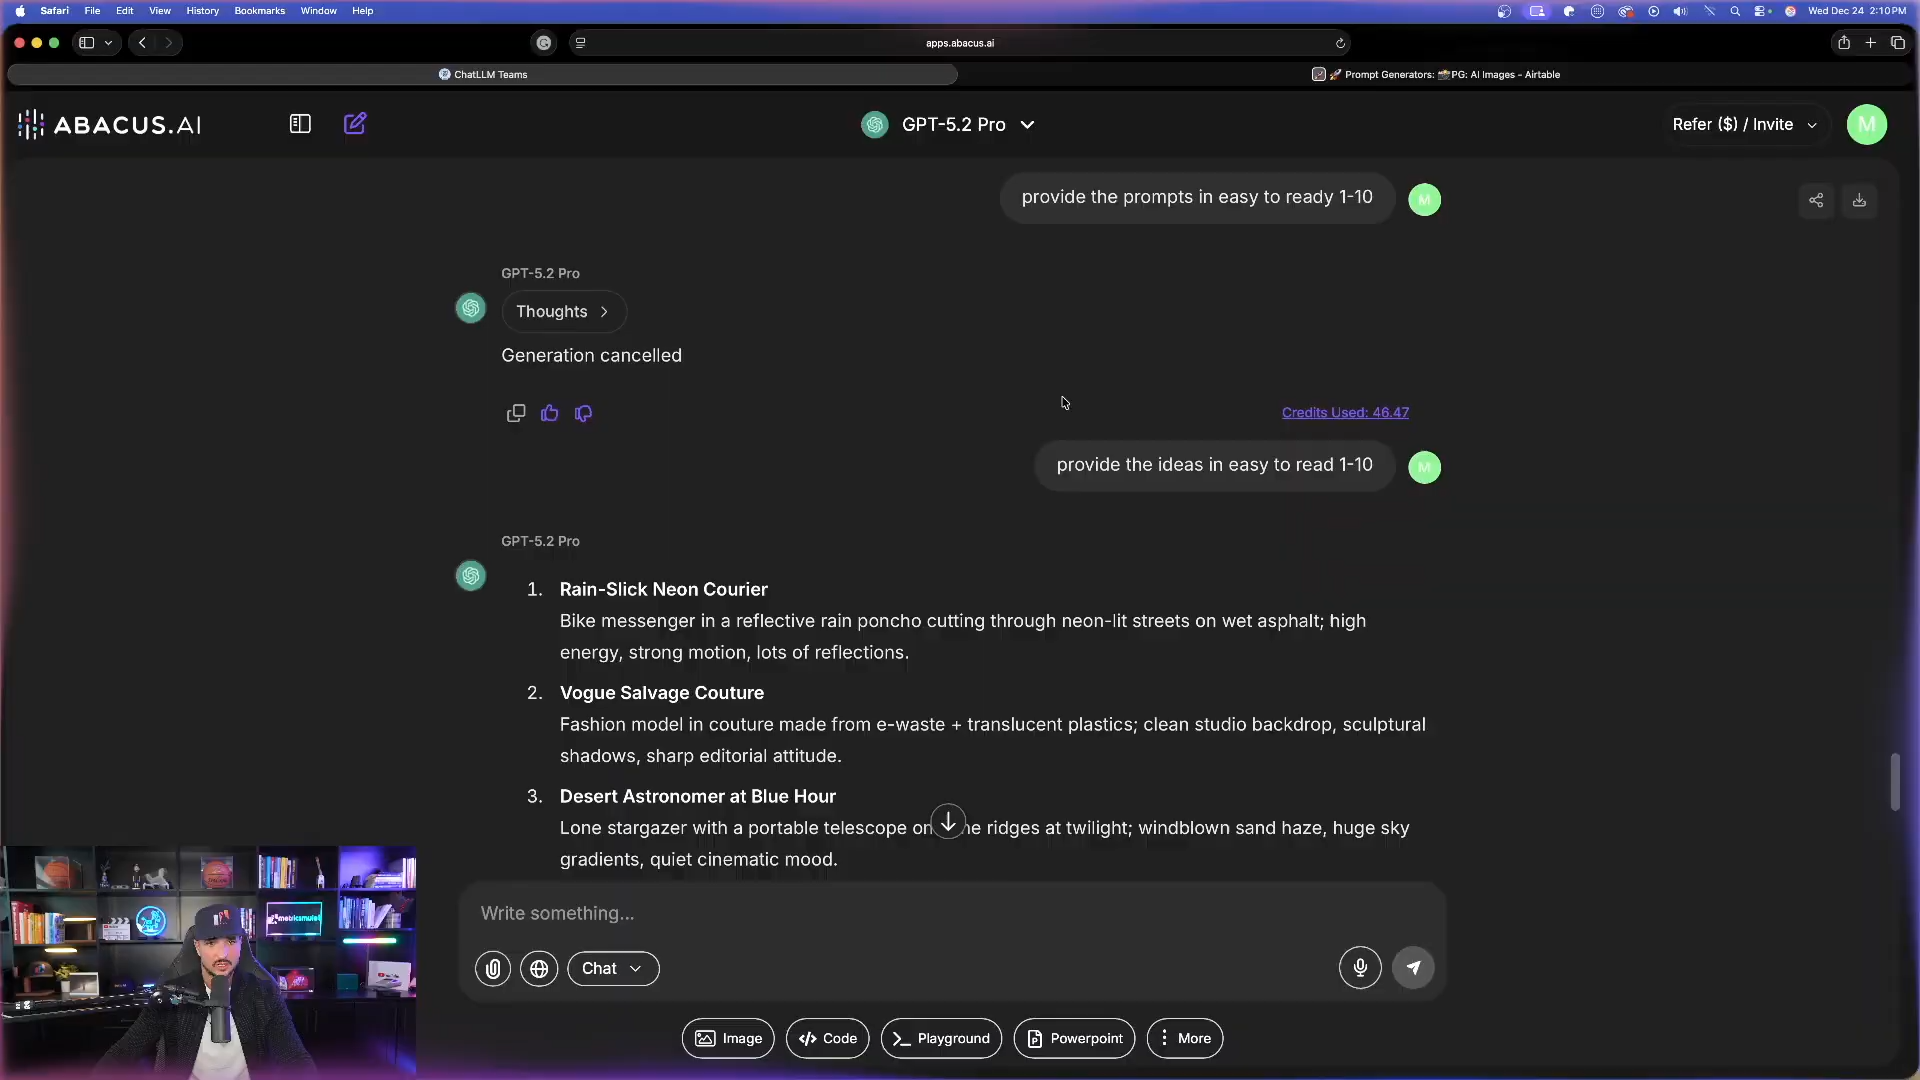 Safari File Edit View History Bookmarks Window Help
Wed Dec 24 2:10 PM
apps.abacus.ai
ChatLLM Teams
🚀 Prompt Generators: 📸PG: AI Images - Airtable
ABACUS.AI
GPT-5.2 Pro
Refer ($) / Invite
M
provide the prompts in easy to ready 1-10
M
GPT-5.2 Pro
Thoughts
Generation cancelled
Credits Used: 46.47
provide the ideas in easy to read 1-10
M
GPT-5.2 Pro
1. Rain-Slick Neon Courier
Bike messenger in a reflective rain poncho cutting through neon-lit streets on wet asphalt; high
energy, strong motion, lots of reflections.
2. Vogue Salvage Couture
Fashion model in couture made from e-waste + translucent plastics; clean studio backdrop, sculptural
shadows, sharp editorial attitude.
3. Desert Astronomer at Blue Hour
Lone stargazer with a portable telescope on ridges at twilight; windblown sand haze, huge sky
gradients, quiet cinematic mood.
Write something...
Chat
Image
Code
Playground
Powerpoint
More